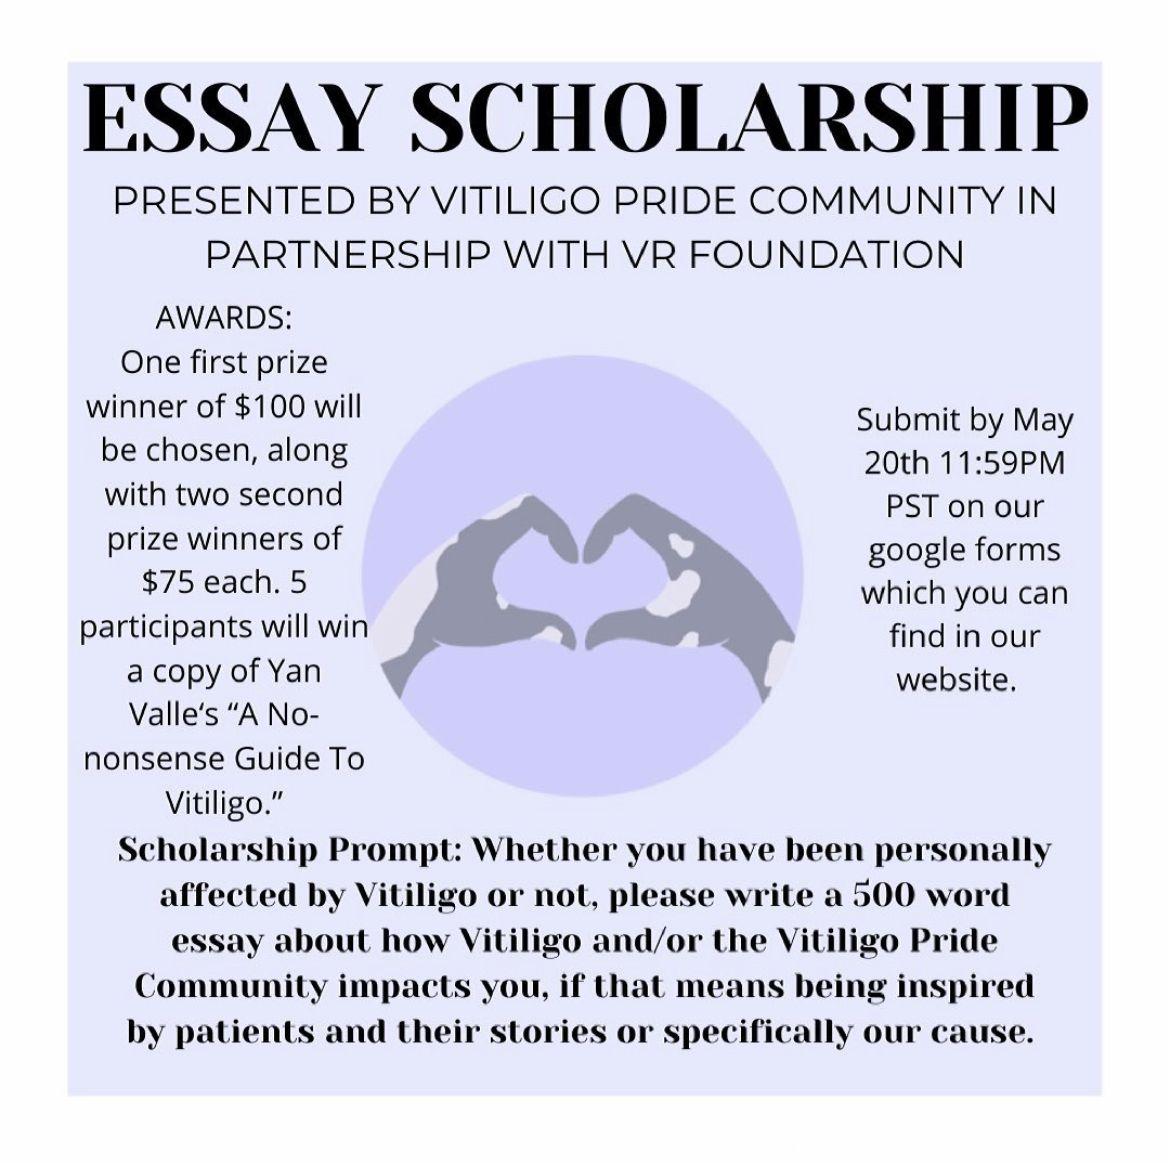 ESSAY SCHOLARSHIP
PRESENTED BY VITILIGO PRIDE COMMUNITY IN
PARTNERSHIP WITH VR FOUNDATION
AWARDS:
One first prize
winner of $100 will
be chosen, along
with two second
prize winners of
$75 each. 5
participants will win
a copy of Yan
Valle‘s “A No-
nonsense Guide To
Vitiligo.”
Submit by May
20th 11:59PM
PST on our
google forms
which you can
find in our
website.
Scholarship Prompt: Whether you have been personally
affected by Vitiligo or not, please write a 500 word
essay about how Vitiligo and/or the Vitiligo Pride
Community impacts you, if that means being inspired
by patients and their stories or specifically our cause.